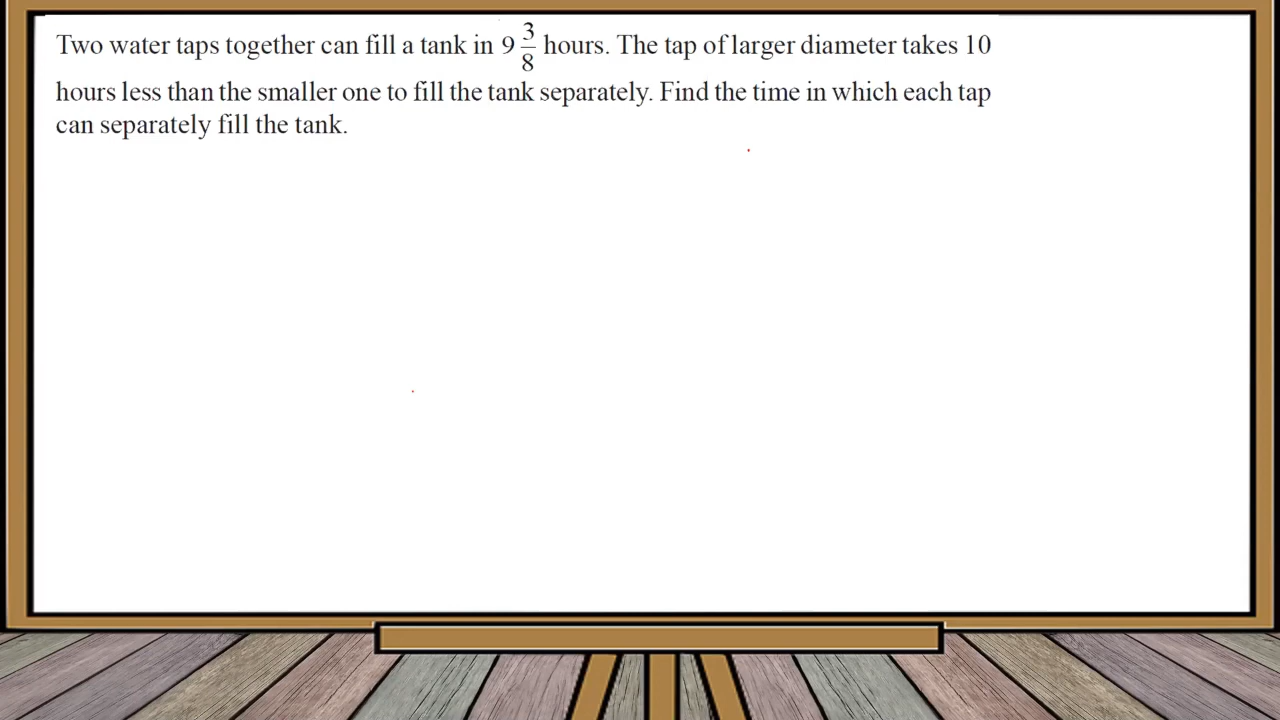 Two water taps together can fill a tank in 9 3/8 hours. The tap of larger diameter takes 10
hours less than the smaller one to fill the tank separately. Find the time in which each tap
can separately fill the tank.